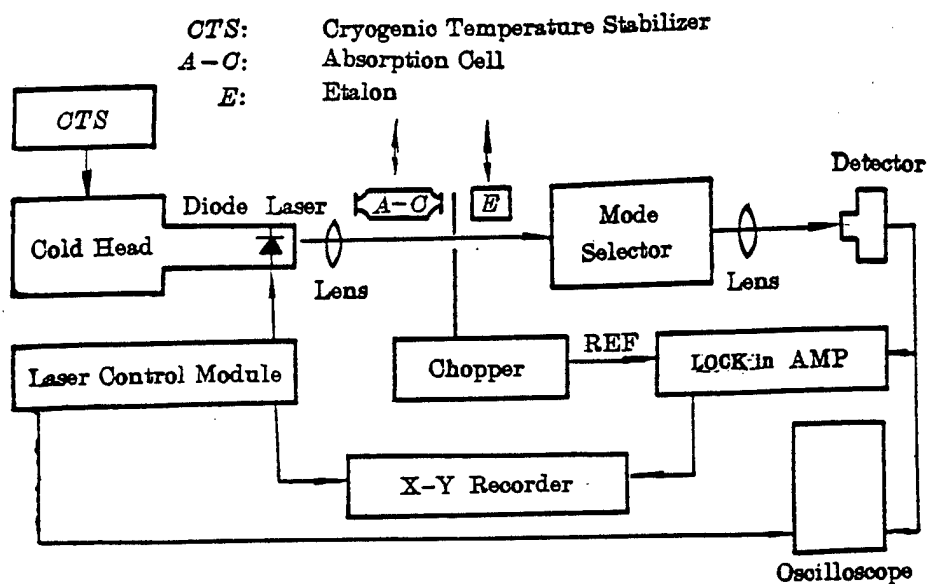 CTS: Cryogenic Temperature Stabilizer
A-C: Absorption Cell
E: Etalon
CTS
Detector
Diode Laser
A-C
E
Cold Head
Mode
Selector
Lens
Lens
REF
Laser Control Module
Chopper
LOCK-in AMP
X-Y Recorder
Oscilloscope